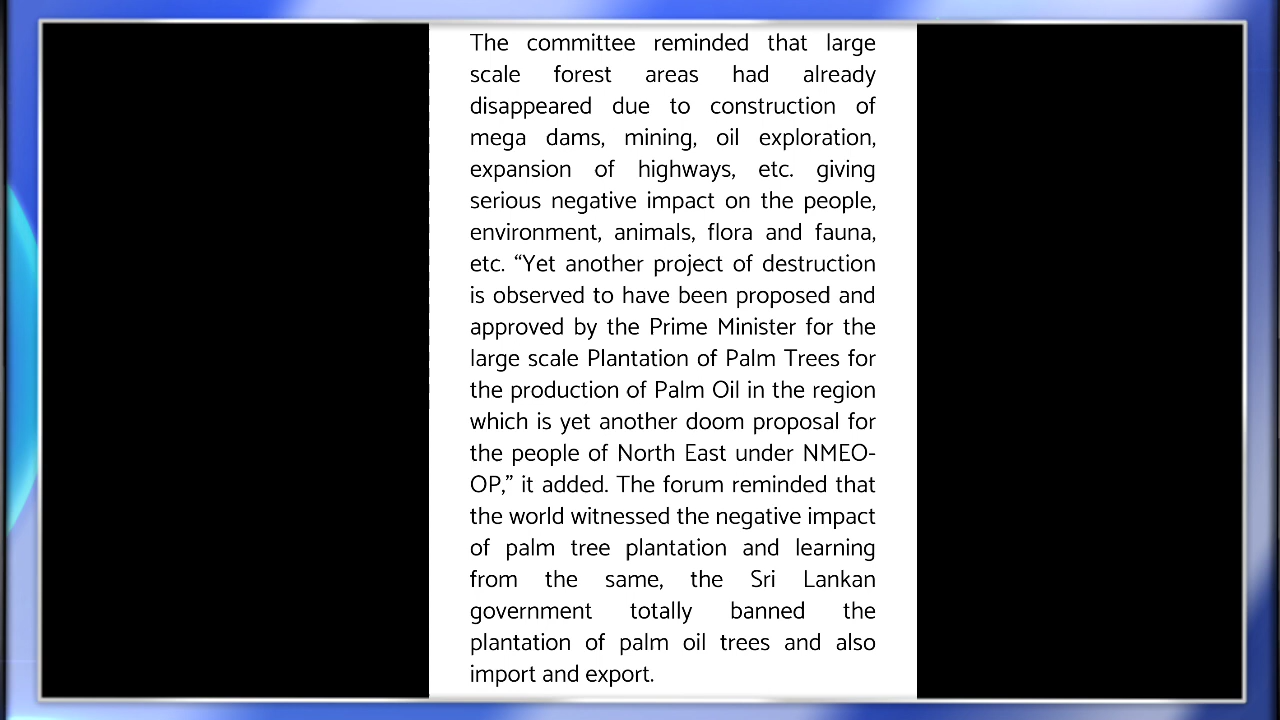 The committee reminded that large
scale forest areas had already
disappeared due to construction of
mega dams, mining, oil exploration,
expansion of highways, etc. giving
serious negative impact on the people,
environment, animals, flora and fauna,
etc. “Yet another project of destruction
is observed to have been proposed and
approved by the Prime Minister for the
large scale Plantation of Palm Trees for
the production of Palm Oil in the region
which is yet another doom proposal for
the people of North East under NMEO-
OP,” it added. The forum reminded that
the world witnessed the negative impact
of palm tree plantation and learning
from the same, the Sri Lankan
government totally banned the
plantation of palm oil trees and also
import and export.